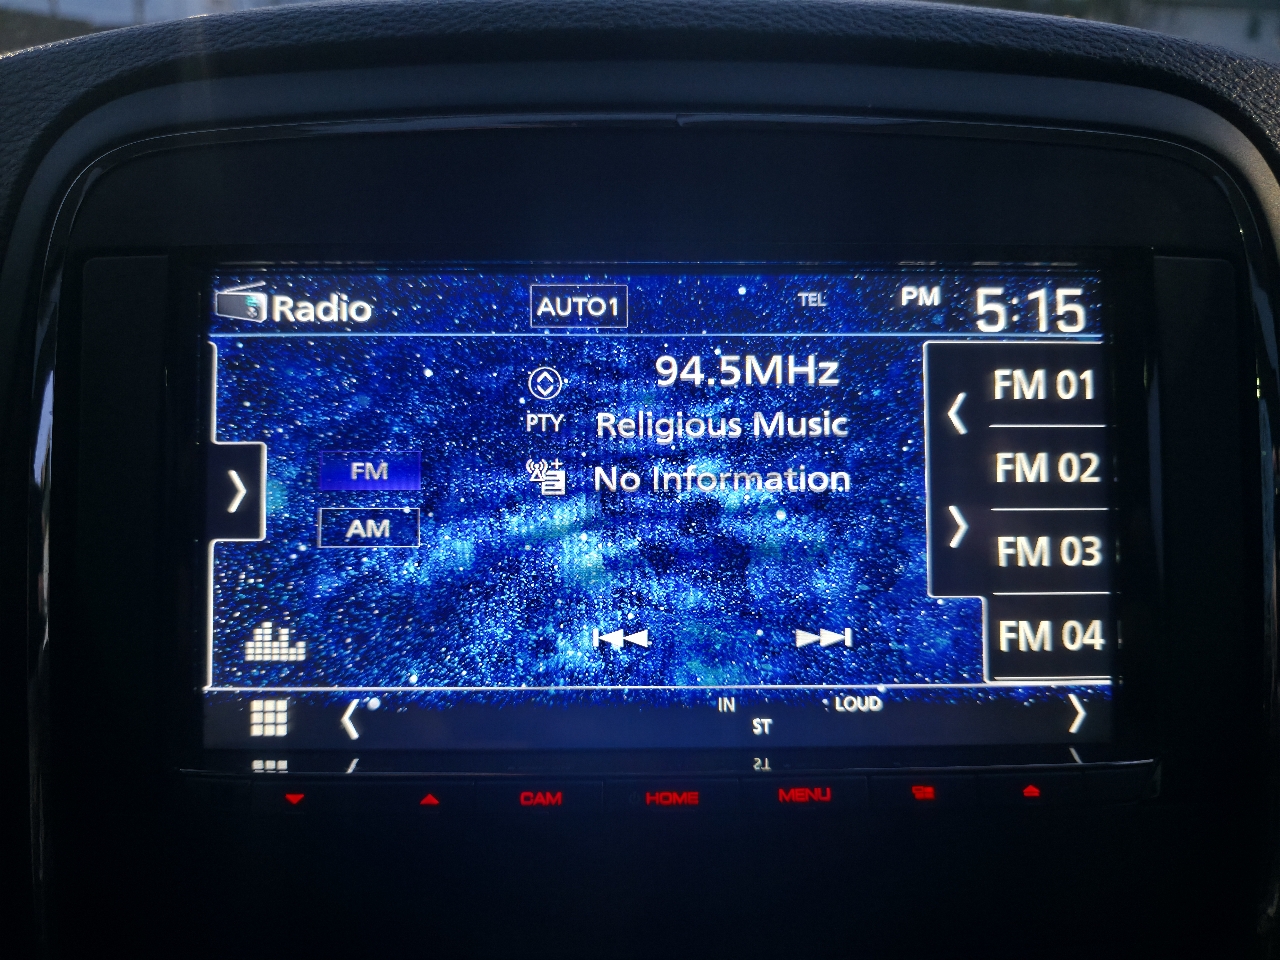 Radio AUTO1 TEL PM 5:15
94.5MHz
PTY Religious Music
No Information
FM
AM
FM 01
FM 02
FM 03
FM 04
IN LOUD
ST
CAM HOME MENU